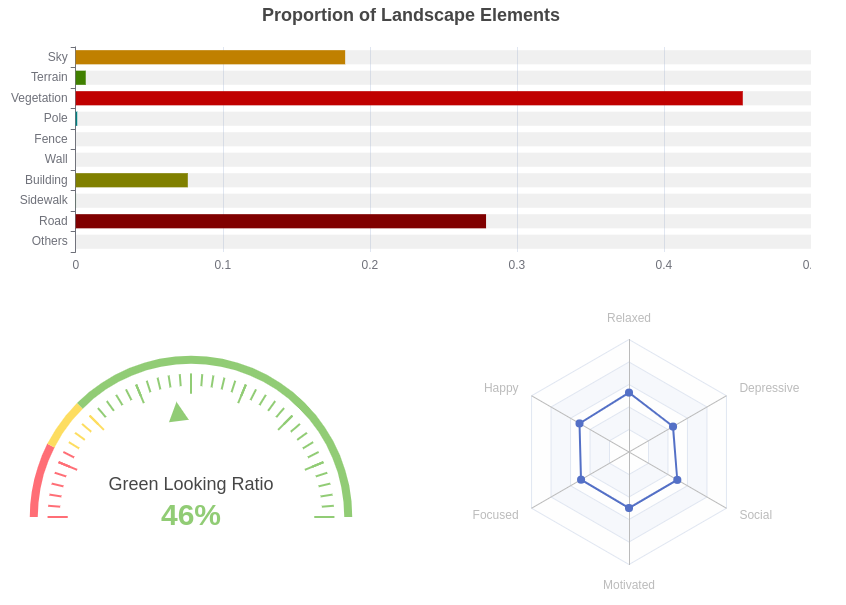 Proportion of Landscape Elements
Sky
Terrain
Vegetation
Pole
Fence
Wall
Building
Sidewalk
Road
Others
0 0.1 0.2 0.3 0.4 0.
Relaxed
Happy Depressive
Green Looking Ratio
46%
Focused Social
Motivated